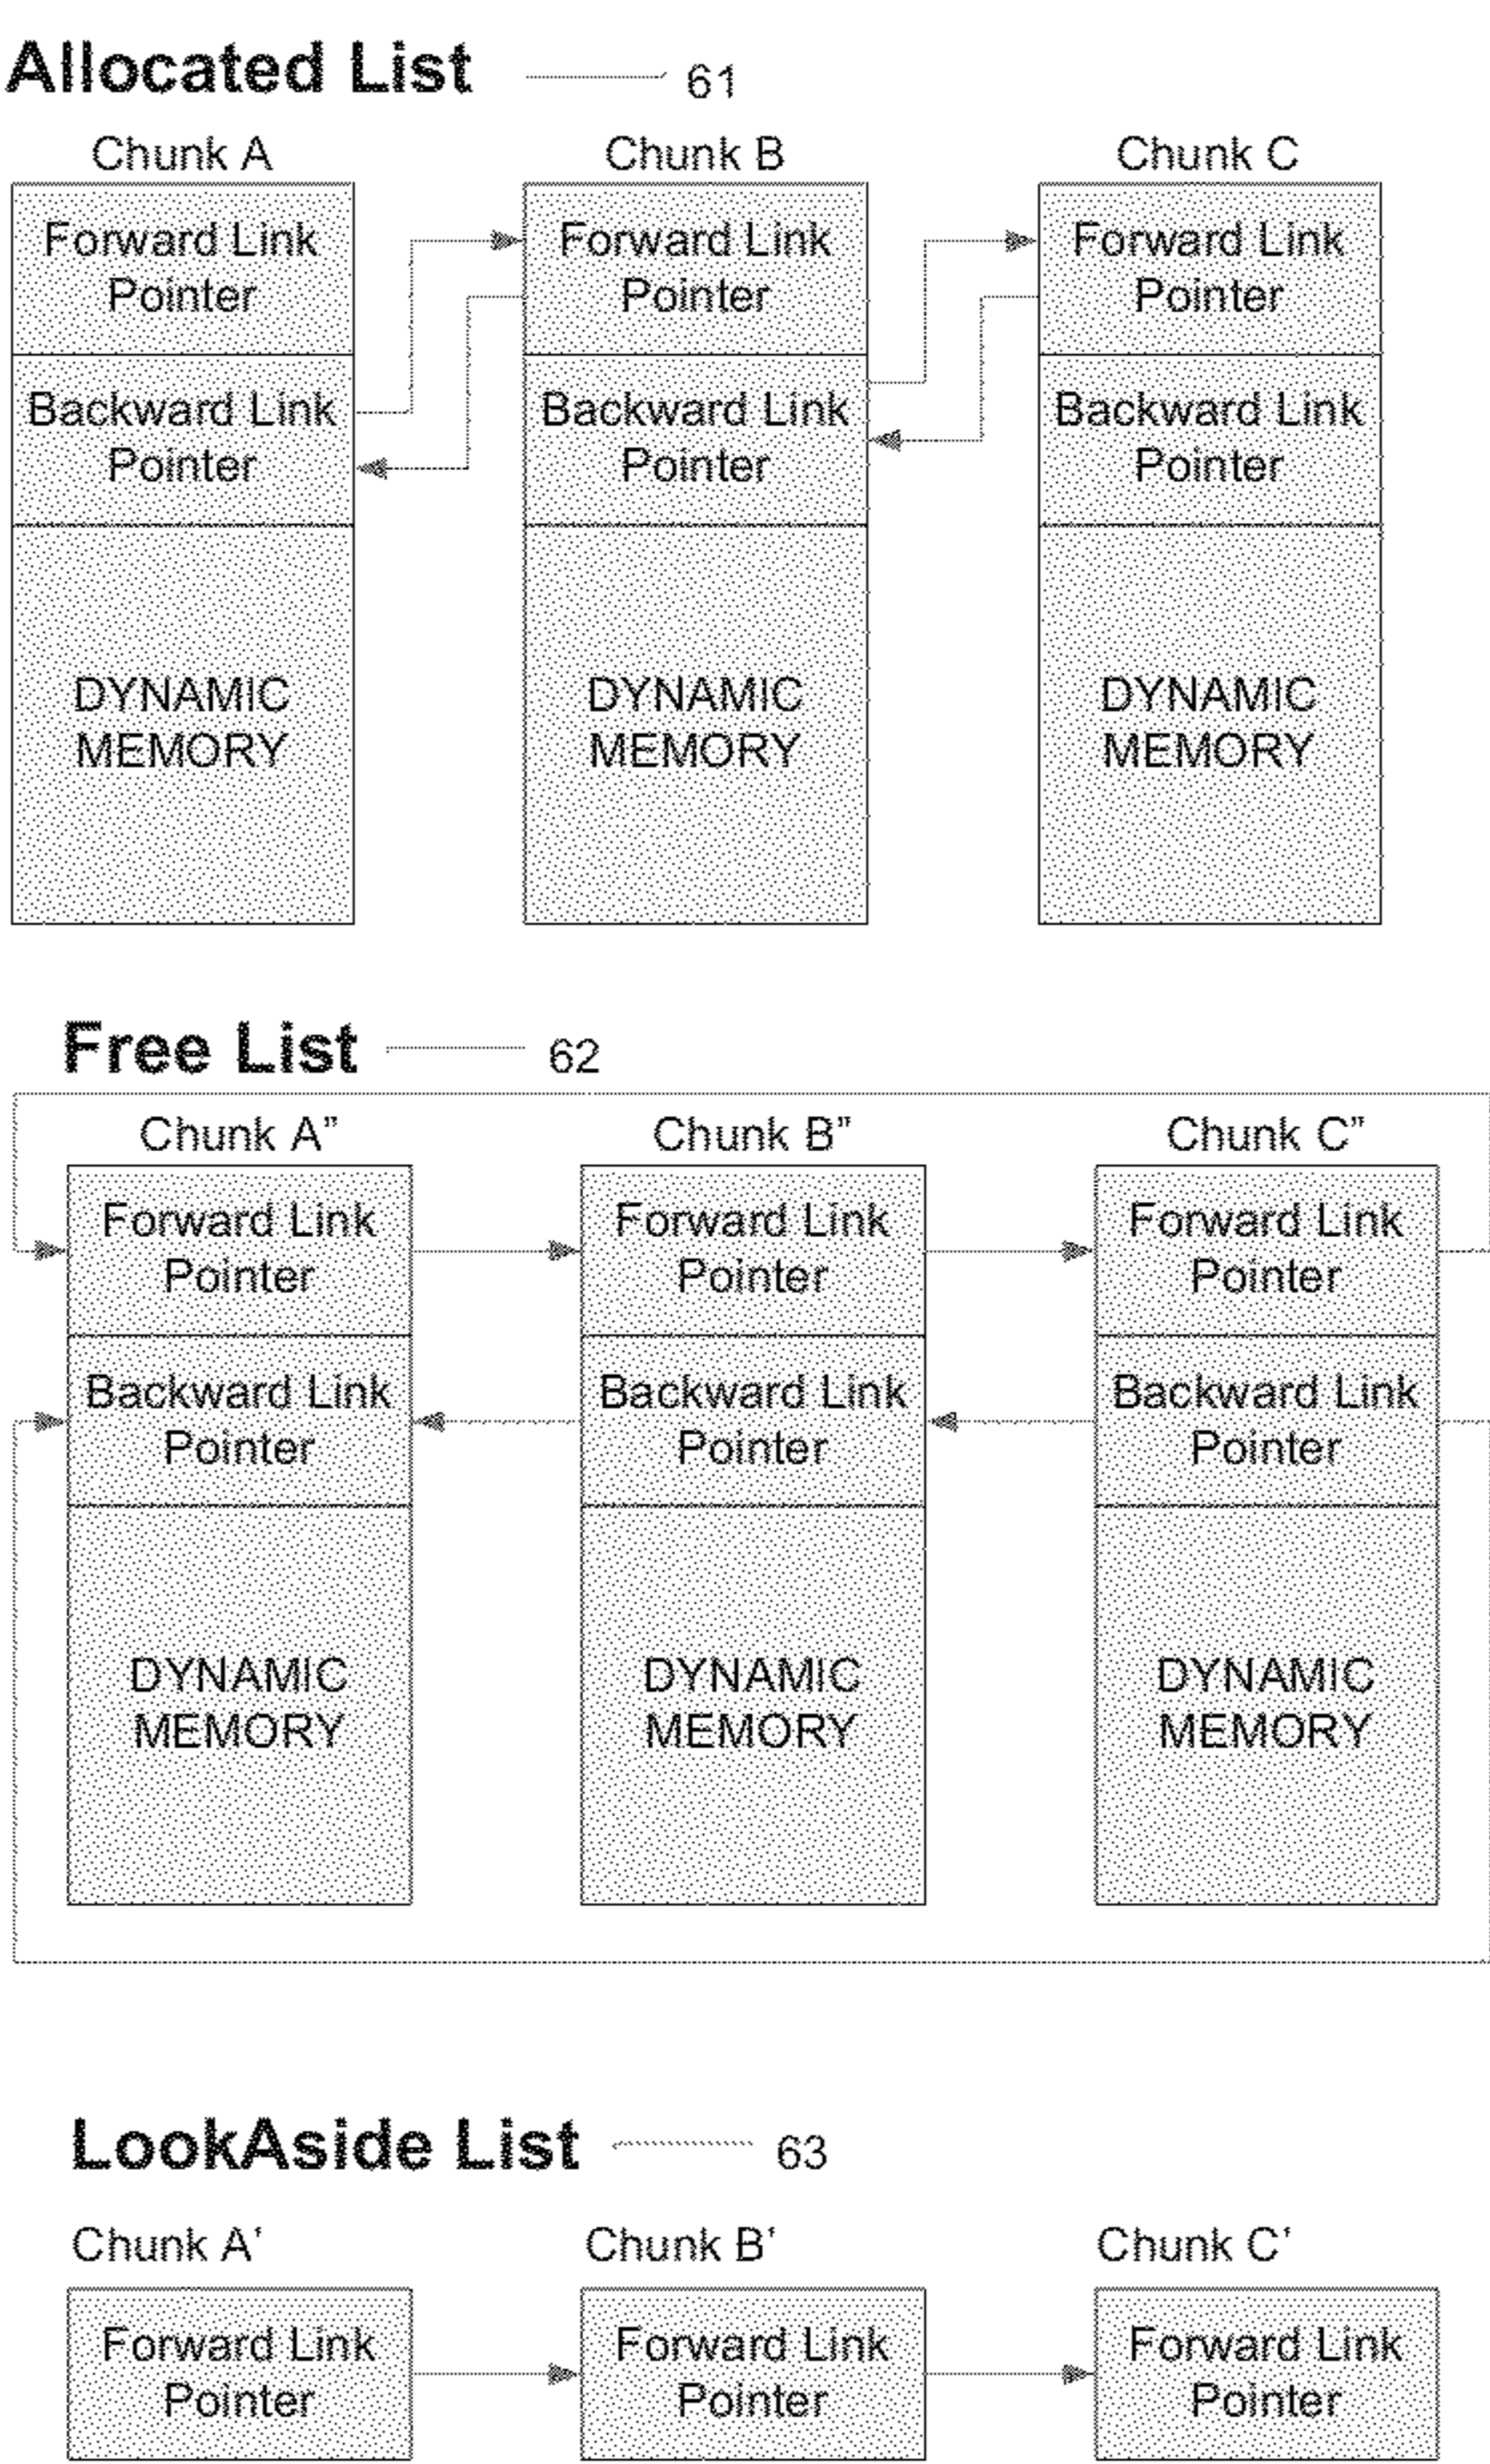 Allocated List 61
Chunk A Chunk B Chunk C
Forward Link Forward Link Forward Link
Pointer Pointer Pointer
Backward Link Backward Link Backward Link
Pointer Pointer Pointer
DYNAMIC DYNAMIC DYNAMIC
MEMORY MEMORY MEMORY
Free List 62
Chunk A" Chunk B" Chunk C"
Forward Link Forward Link Forward Link
Pointer Pointer Pointer
Backward Link Backward Link Backward Link
Pointer Pointer Pointer
DYNAMIC DYNAMIC DYNAMIC
MEMORY MEMORY MEMORY
LookAside List 63
Chunk A' Chunk B' Chunk C'
Forward Link Forward Link Forward Link
Pointer Pointer Pointer